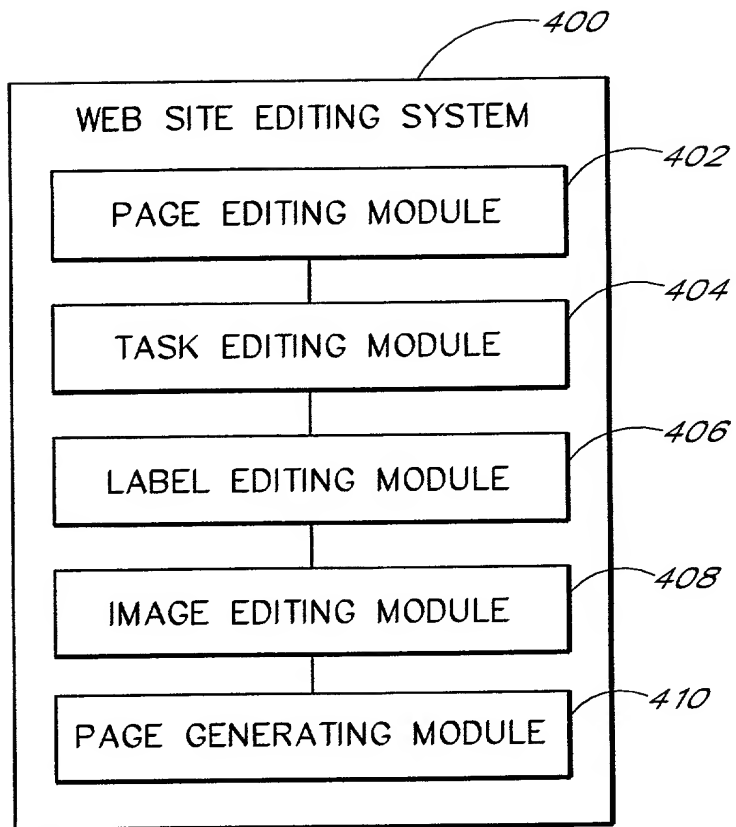 400
WEB SITE EDITING SYSTEM
402
PAGE EDITING MODULE
404
TASK EDITING MODULE
406
LABEL EDITING MODULE
408
IMAGE EDITING MODULE
410
PAGE GENERATING MODULE